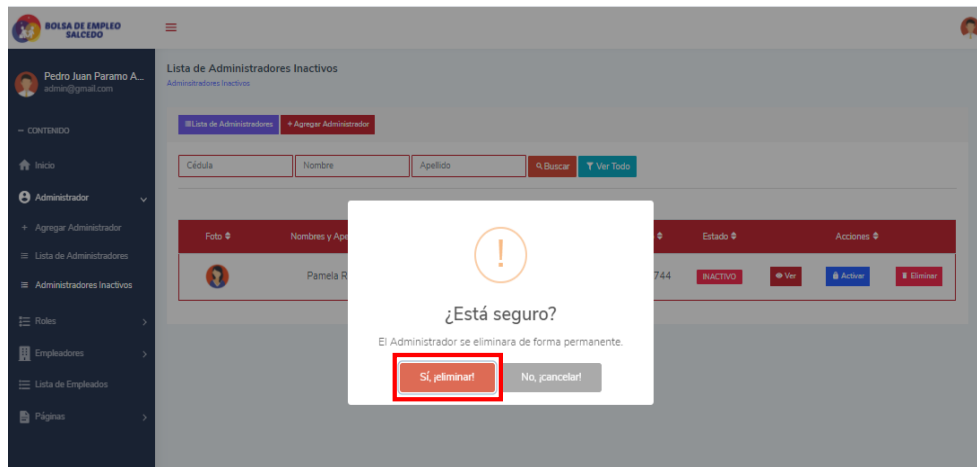 BOLSA DE EMPLEO
SALCEDO
Pedro Juan Paramo A...
admin@gmail.com
Lista de Administradores Inactivos
Adminsitradores Inactivos
Lista de Administradores
+ Agregar Administrador
CONTENIDO
Inicio
Administrador
+ Agregar Administrador
Lista de Administradores
Administradores Inactivos
Roles
Empleadores
Lista de Empleados
Páginas
Cédula
Nombre
Apellido
Buscar
Ver Todo
Foto
Nombres y Ape
Estado
Acciones
Pamela R
744
INACTIVO
Ver
Activar
Eliminar
!
¿Está seguro?
El Administrador se eliminara de forma permanente.
Sí, ¡eliminar!
No, ¡cancelar!